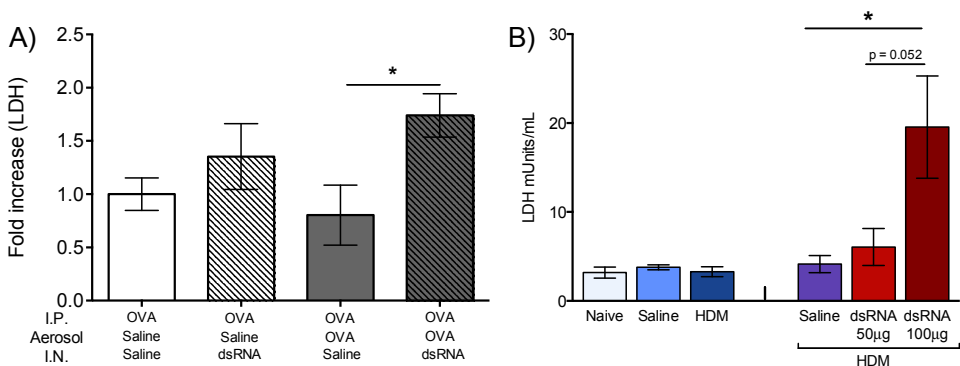 A)
Fold increase (LDH)
2.5
2.0
1.5
1.0
0.5
0.0
*
I.P. OVA OVA OVA OVA
Aerosol Saline Saline OVA OVA
I.N. Saline dsRNA Saline dsRNA
B)
LDH mUnits/mL
30
20
10
0
*
p = 0.052
Naive Saline HDM Saline dsRNA dsRNA
50µg 100µg
HDM